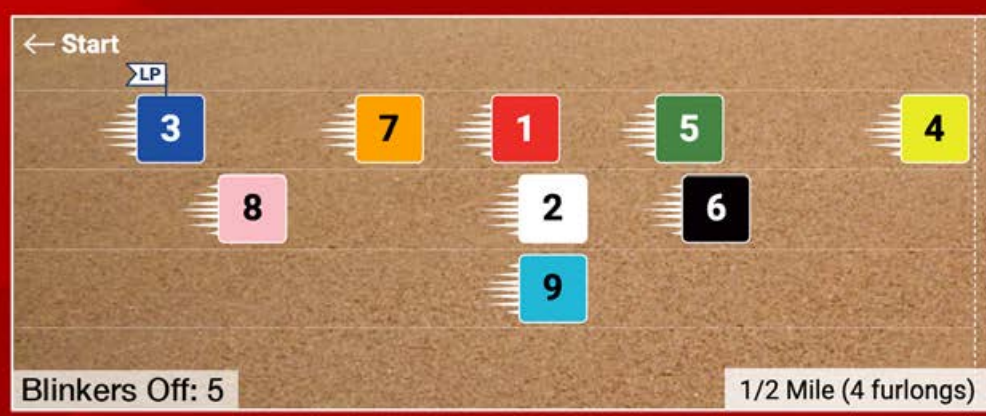 ← Start
LP
3 7 1 5 4
8 2 6
9
Blinkers Off: 5
1/2 Mile (4 furlongs)